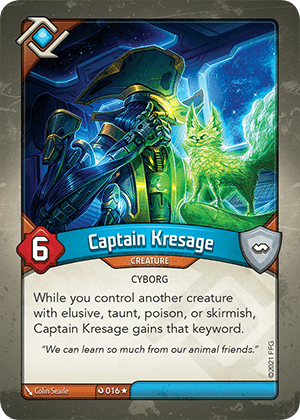 Captain Kresage
6
CREATURE
CYBORG
While you control another creature
with elusive, taunt, poison, or skirmish,
Captain Kresage gains that keyword.
“We can learn so much from our animal friends.”
Colin Searle
016★
©2021 FFG